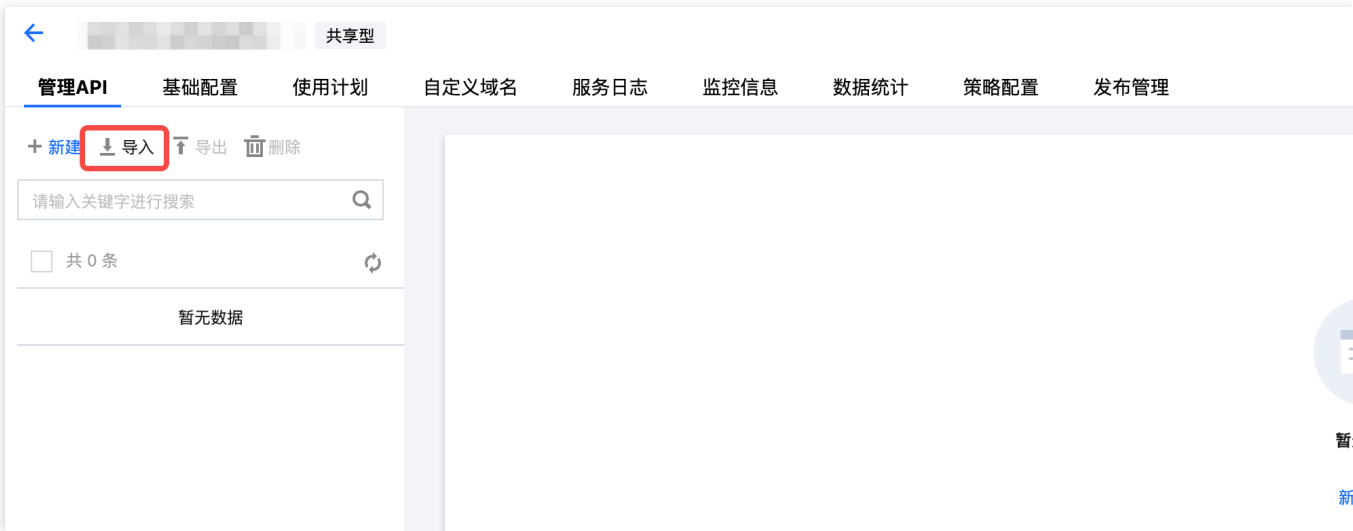 共享型
管理API 基础配置 使用计划 自定义域名 服务日志 监控信息 数据统计 策略配置 发布管理
新建 导入 导出 删除
请输入关键字进行搜索
共 0 条
暂无数据
暂
新